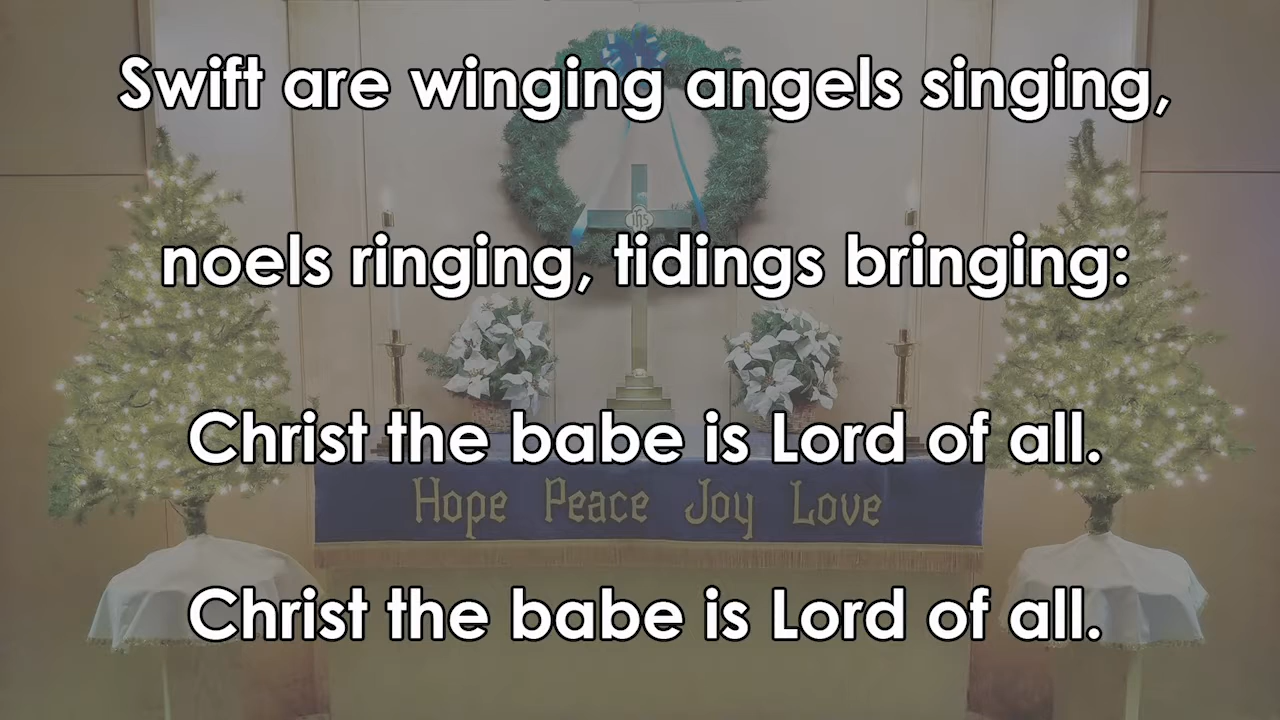 Swift are winging angels singing,
ihs
noels ringing, tidings bringing:
Christ the babe is Lord of all.
Hope Peace Joy Love
Christ the babe is Lord of all.